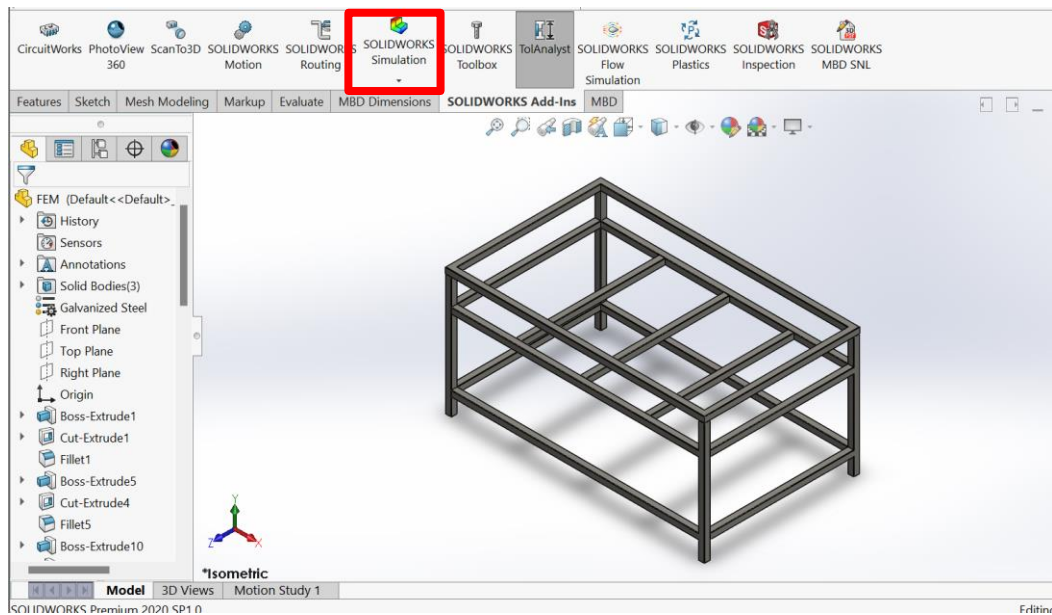 CircuitWorks PhotoView 360 ScanTo3D SOLIDWORKS Motion SOLIDWORKS Routing SOLIDWORKS Simulation SOLIDWORKS Toolbox TolAnalyst SOLIDWORKS Flow Simulation SOLIDWORKS Plastics SOLIDWORKS Inspection SOLIDWORKS MBD SNL
Features Sketch Mesh Modeling Markup Evaluate MBD Dimensions SOLIDWORKS Add-Ins MBD
FEM (Default<<Default>_
History
Sensors
Annotations
Solid Bodies(3)
Galvanized Steel
Front Plane
Top Plane
Right Plane
Origin
Boss-Extrude1
Cut-Extrude1
Fillet1
Boss-Extrude5
Cut-Extrude4
Fillet5
Boss-Extrude10
Y
Z X
*Isometric
Model 3D Views Motion Study 1
SOLIDWORKS Premium 2020 SP1.0 Editing